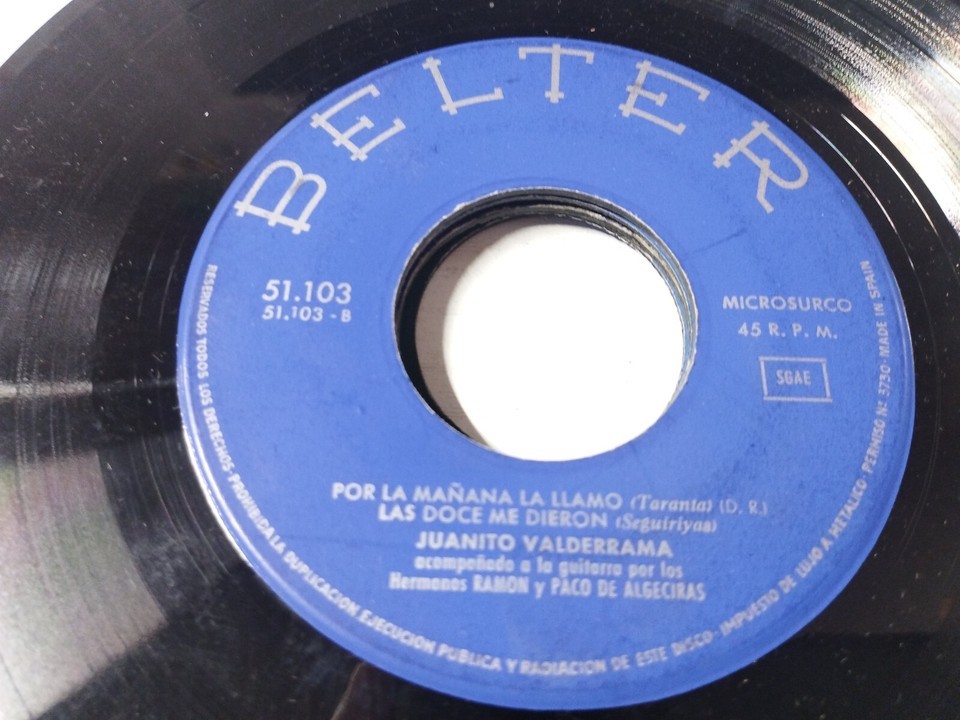 BELTER
51.103
51.103 - B
MICROSURCO
45 R. P. M.
SGAE
POR LA MAÑANA LA LLAMO (Taranta) (D. R.)
LAS DOCE ME DIERON (Seguiriyas)
JUANITO VALDERRAMA
acompañado a la guitarra por los
Hermanos RAMON y PACO DE ALGECIRAS
RESERVADOS TODOS LOS DERECHOS·PROHIBIDA LA DUPLICACION EJECUCION PUBLICA Y RADIACION DE ESTE DISCO·IMPUESTO DE LUJO A METALICO·PERMISO Nº 3730·MADE IN SPAIN